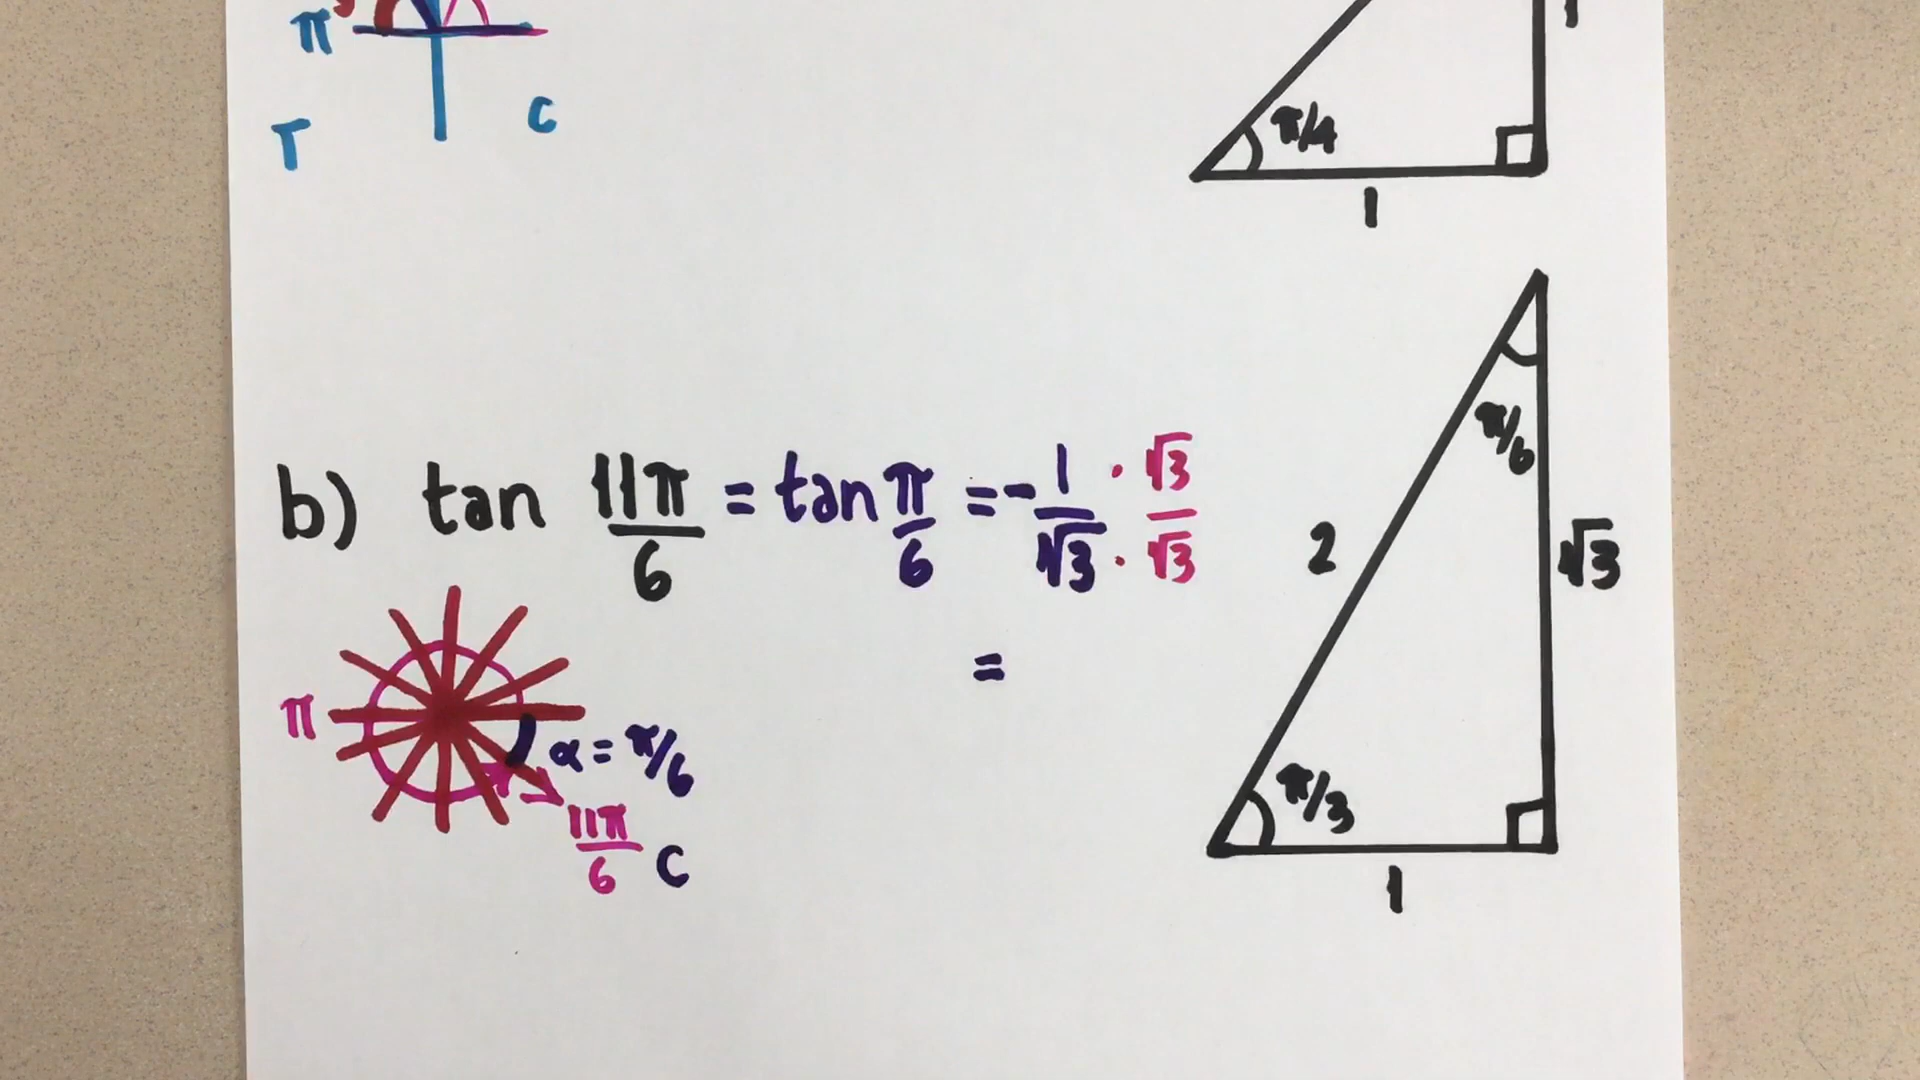 π
T C
π/4
1
1
π/6
b) tan 11π/6 = tan π/6 = - 1/√3 · √3/√3
2 √3
=
π
α = π/6
11π/6 C
π/3
1